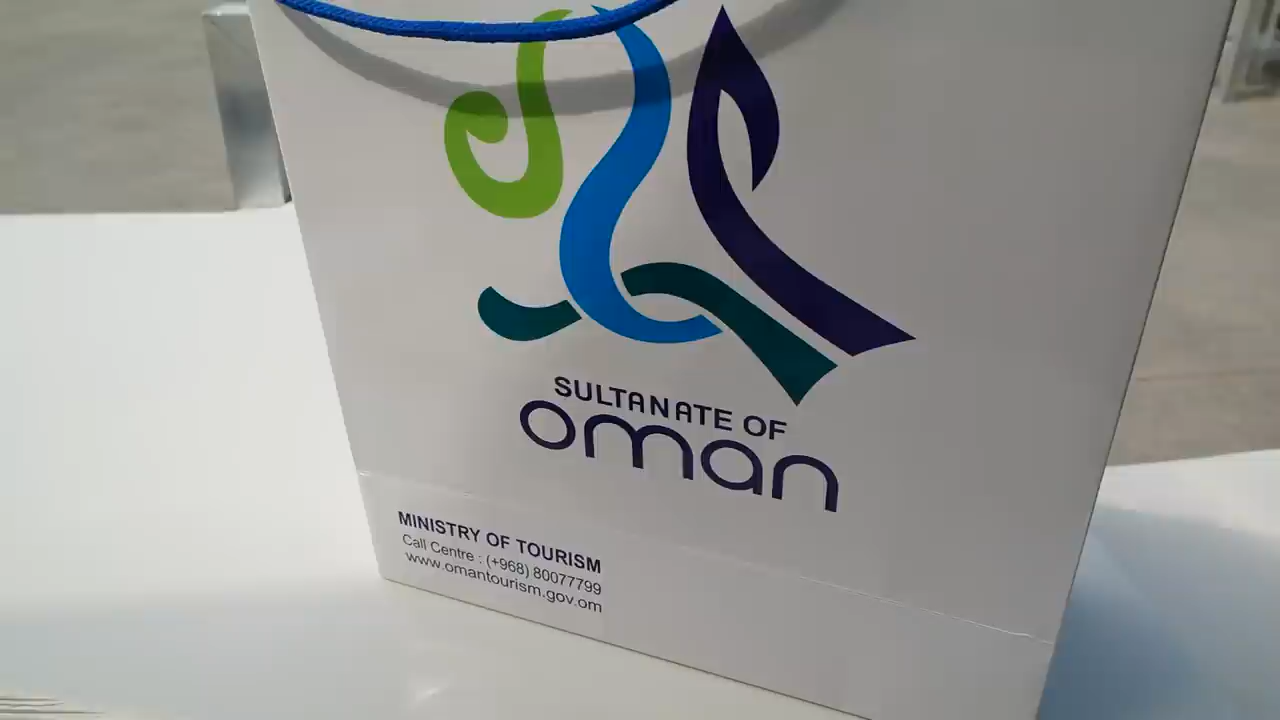 SULTANATE OF
oman
MINISTRY OF TOURISM
Call Centre : (+968) 80077799
www.omantourism.gov.om